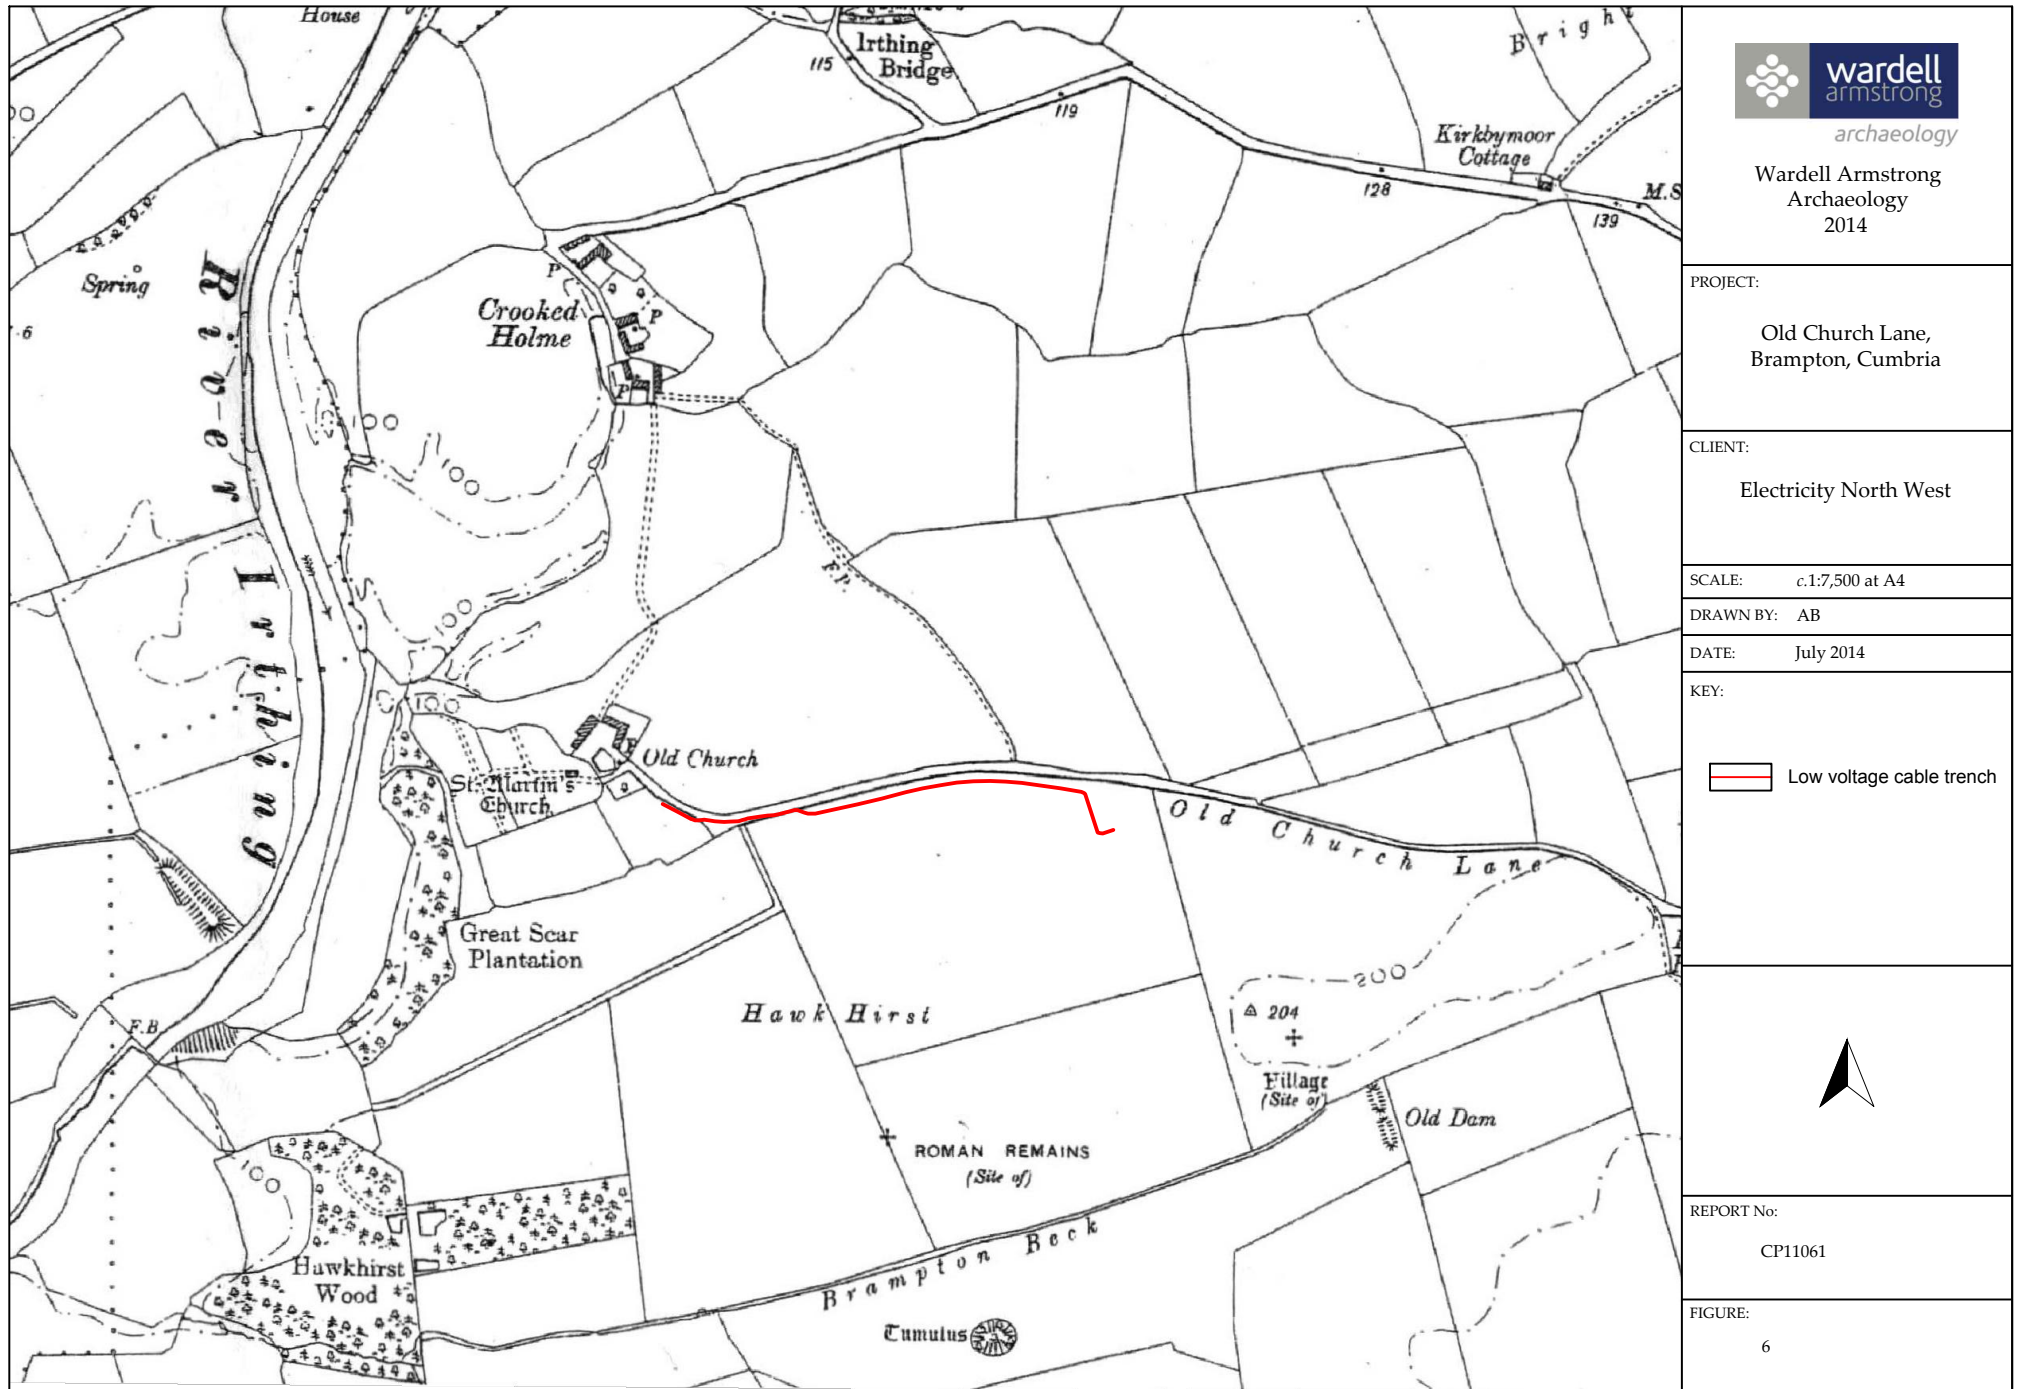 House
Irthing
Bridge
115
119
Bright
Kirkbymoor
Cottage
128
139
M.S
Spring
River Irthing
P
Crooked
Holme
P
P
F.P.
100
100
100
100
Old Church
St. Martin's
Church
Old Church Lane
Great Scar
Plantation
F.B.
Hawk Hirst
200
204
Village
(Site of)
Old Dam
ROMAN REMAINS
(Site of)
100
Hawkhirst
Wood
Brampton Beck
Tumulus
wardell
armstrong
archaeology
Wardell Armstrong
Archaeology
2014
PROJECT:
Old Church Lane,
Brampton, Cumbria
CLIENT:
Electricity North West
SCALE: c.1:7,500 at A4
DRAWN BY: AB
DATE: July 2014
KEY:
Low voltage cable trench
REPORT No:
CP11061
FIGURE:
6